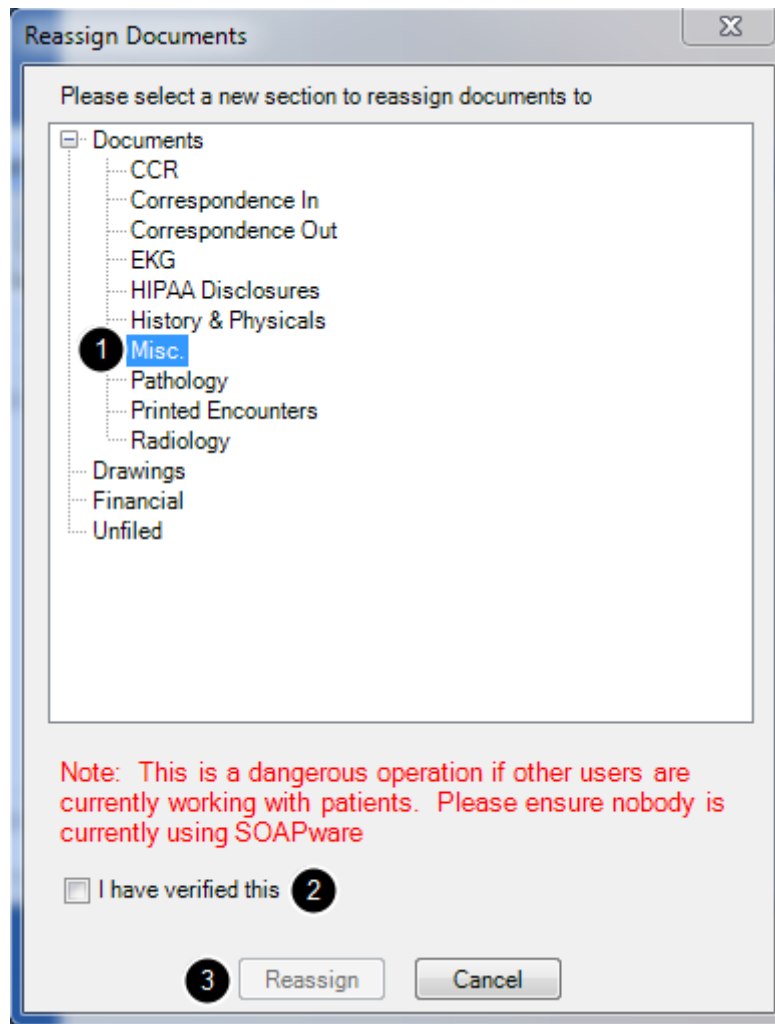 Reassign Documents
Please select a new section to reassign documents to
Documents
CCR
Correspondence In
Correspondence Out
EKG
HIPAA Disclosures
History & Physicals
1 Misc.
Pathology
Printed Encounters
Radiology
Drawings
Financial
Unfiled
Note: This is a dangerous operation if other users are
currently working with patients. Please ensure nobody is
currently using SOAPware
I have verified this 2
3 Reassign Cancel